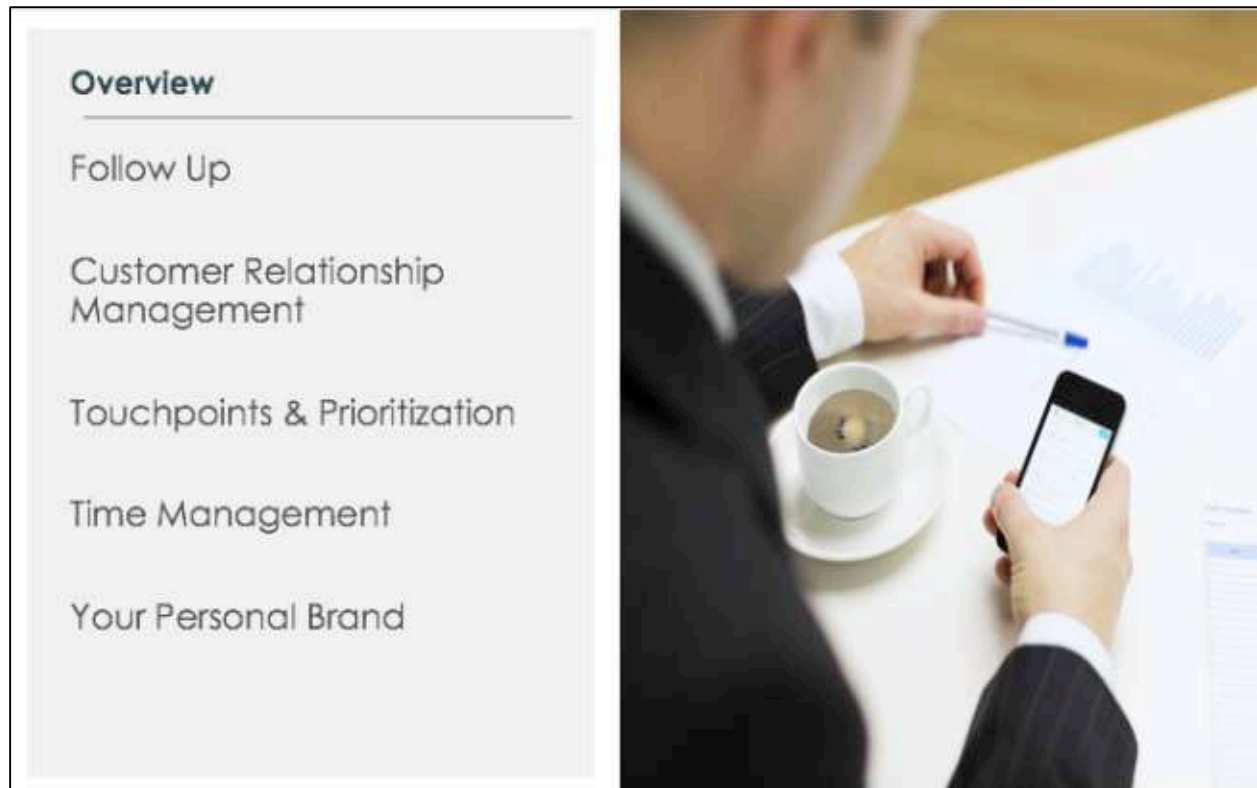 Overview
Follow Up
Customer Relationship
Management
Touchpoints & Prioritization
Time Management
Your Personal Brand